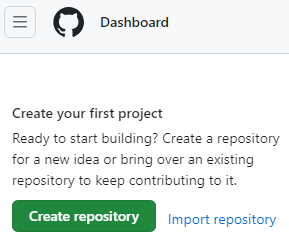 Dashboard
Create your first project
Ready to start building? Create a repository
for a new idea or bring over an existing
repository to keep contributing to it.
Create repository Import repository